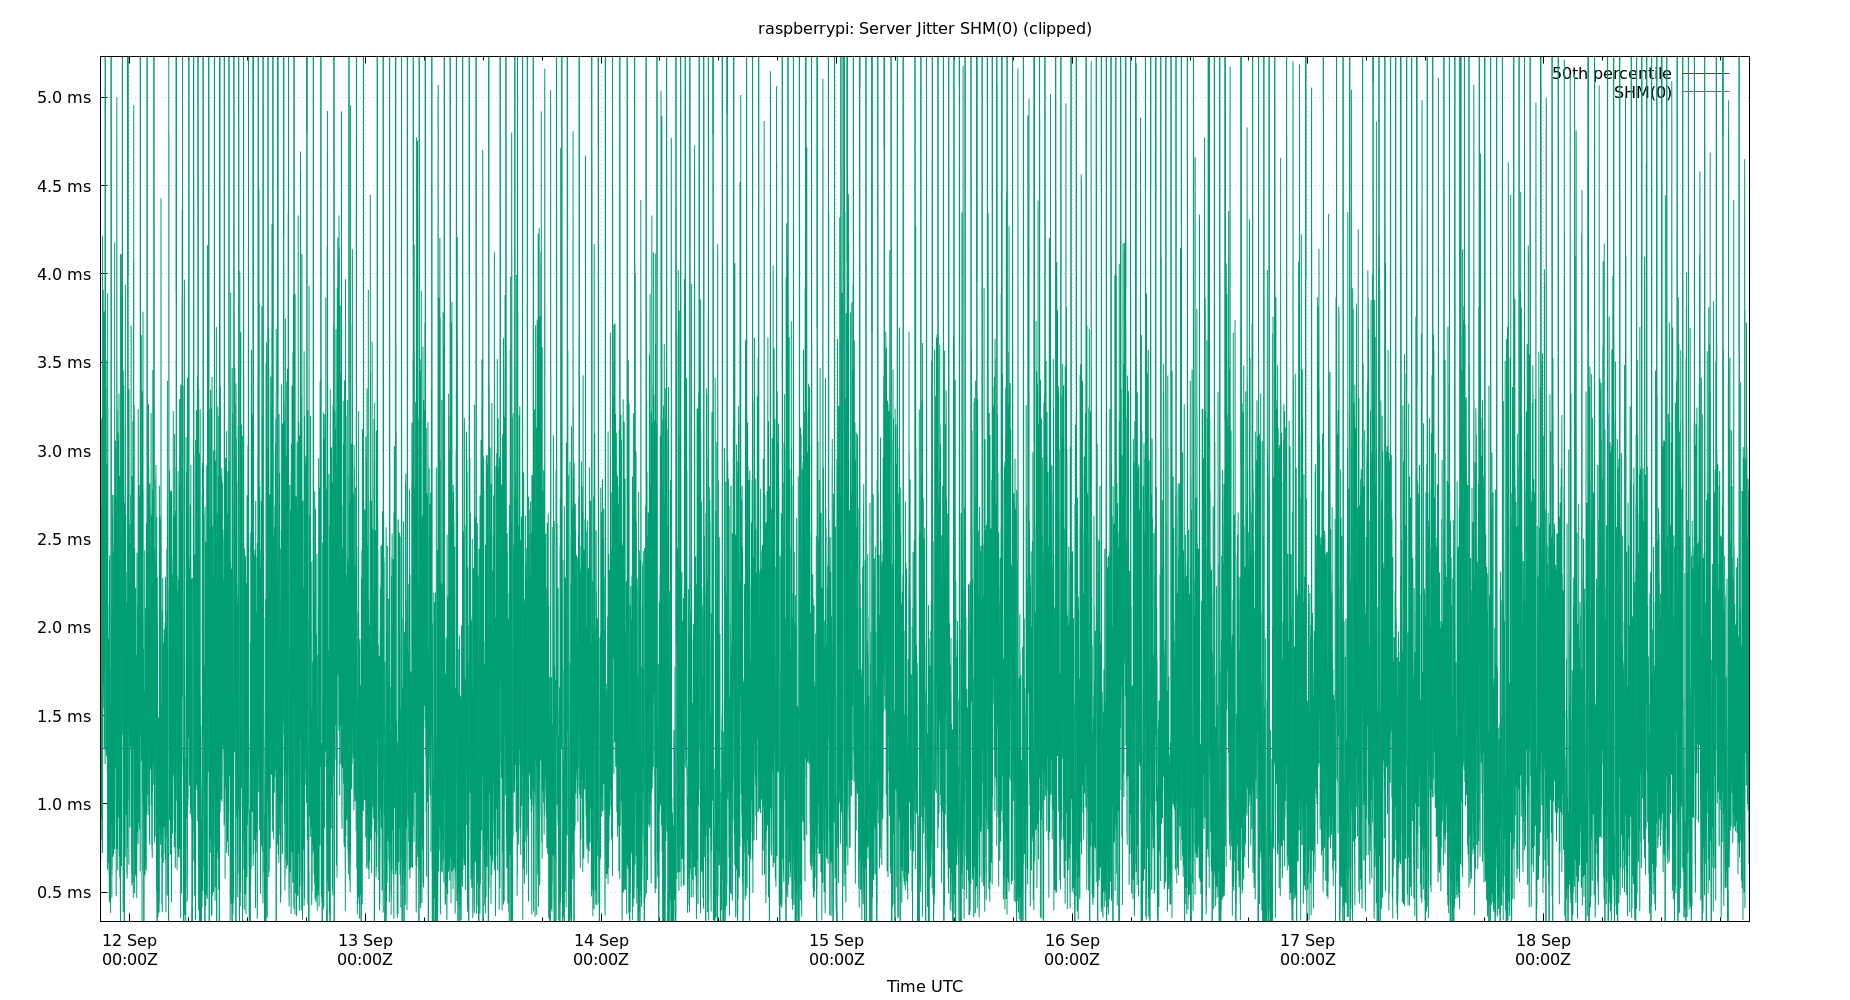 raspberrypi: Server Jitter SHM(0) (clipped)
50th percentile
SHM(0)
5.0 ms
4.5 ms
4.0 ms
3.5 ms
3.0 ms
2.5 ms
2.0 ms
1.5 ms
1.0 ms
0.5 ms
12 Sep 13 Sep 14 Sep 15 Sep 16 Sep 17 Sep 18 Sep
00:00Z 00:00Z 00:00Z 00:00Z 00:00Z 00:00Z 00:00Z
Time UTC